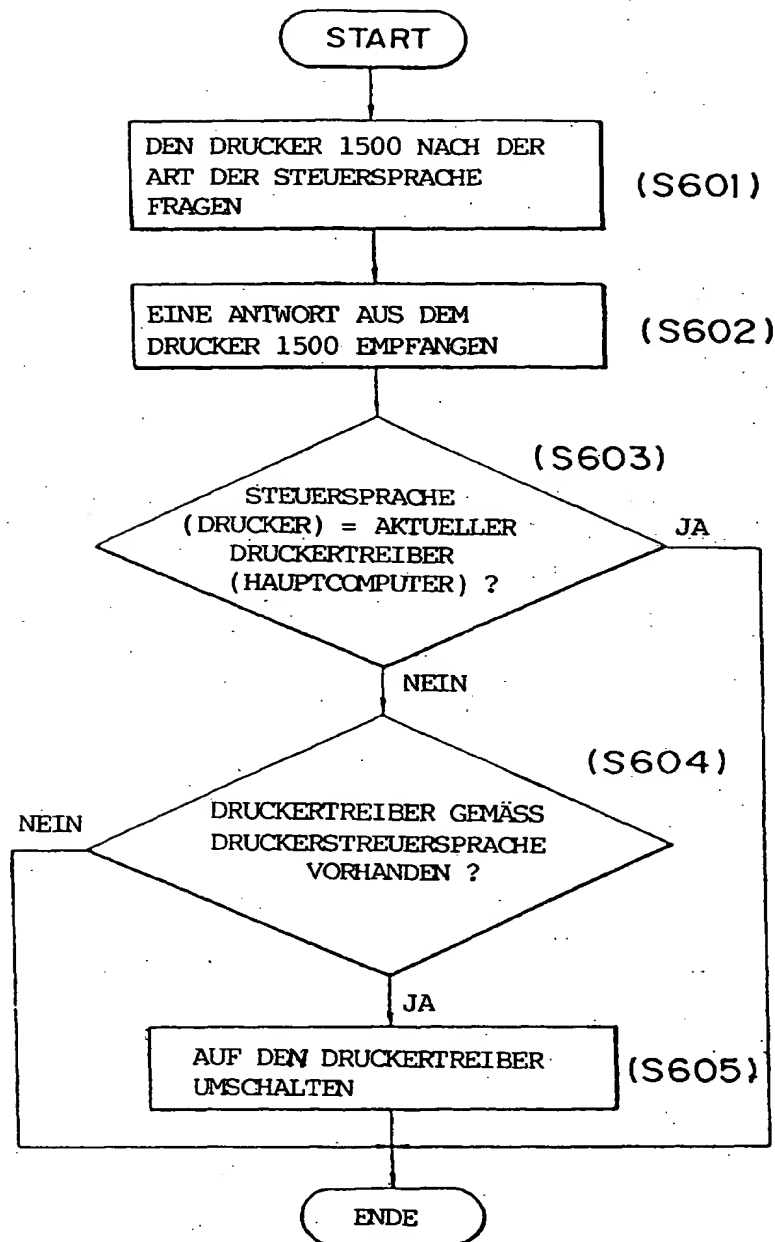 START
DEN DRUCKER 1500 NACH DER
ART DER STEUERSPRACHE
FRAGEN
(S601)
EINE ANTWORT AUS DEM
DRUCKER 1500 EMPFANGEN
(S602)
(S603)
STEUERSPRACHE
(DRUCKER) = AKTUELLER
DRUCKERTREIBER
(HAUPTCOMPUTER) ?
JA
NEIN
(S604)
DRUCKERTREIBER GEMÄSS
DRUCKERSTREUERSPRACHE
VORHANDEN ?
NEIN
JA
AUF DEN DRUCKERTREIBER
UMSCHALTEN
(S605)
ENDE